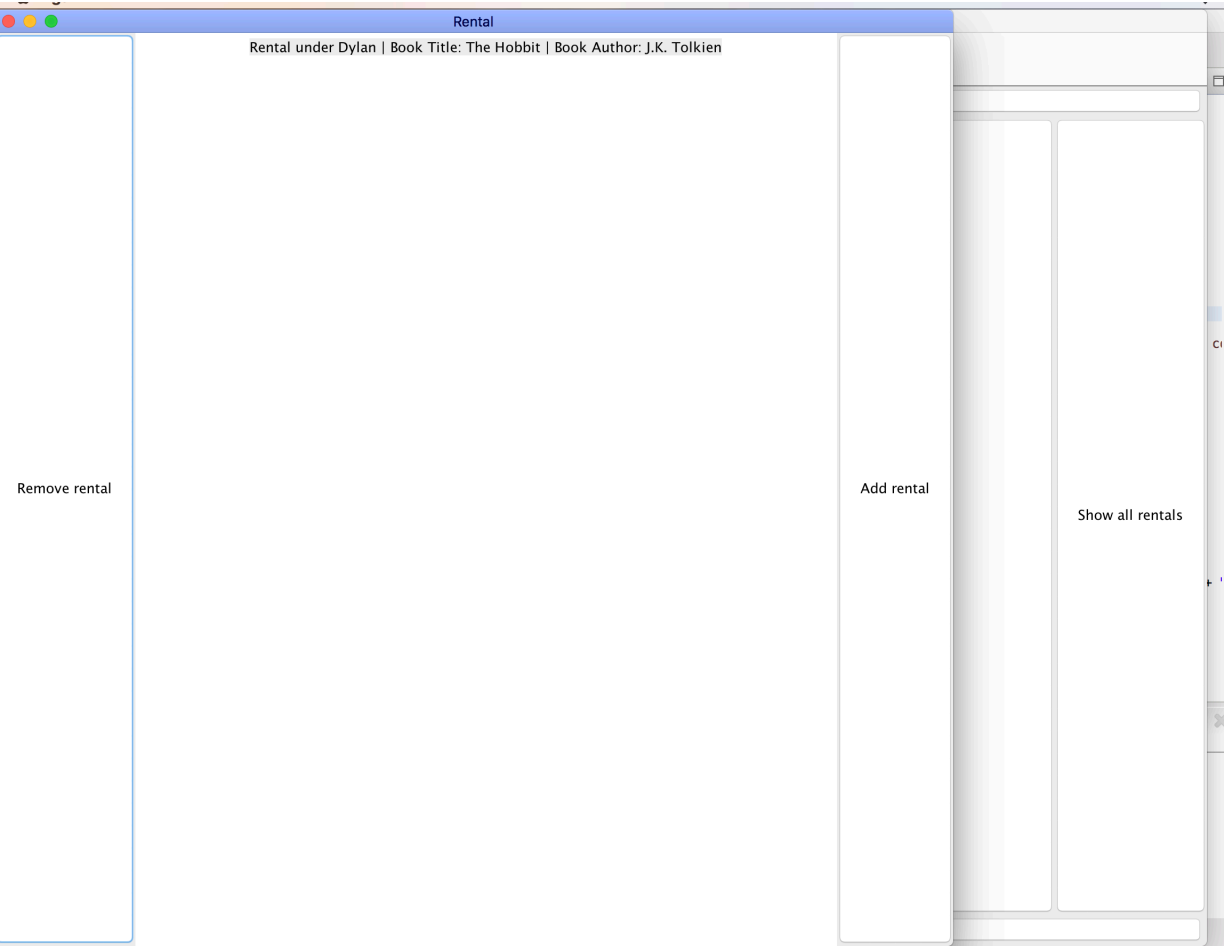 Rental
Rental under Dylan | Book Title: The Hobbit | Book Author: J.K. Tolkien
Remove rental
Add rental
Show all rentals
+ '